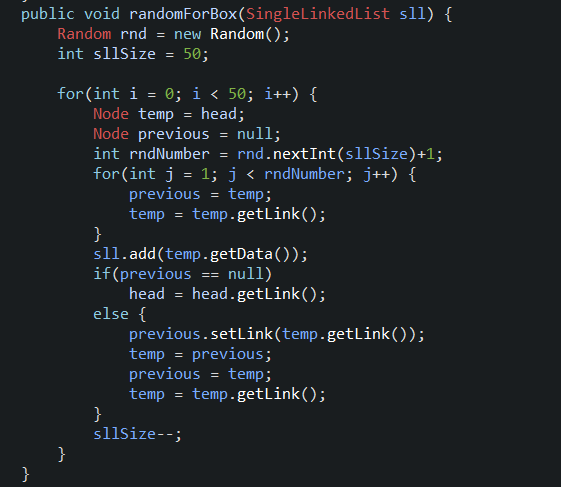 public void randomForBox(SingleLinkedList sll) {
    Random rnd = new Random();
    int sllSize = 50;

    for(int i = 0; i < 50; i++) {
        Node temp = head;
        Node previous = null;
        int rndNumber = rnd.nextInt(sllSize)+1;
        for(int j = 1; j < rndNumber; j++) {
            previous = temp;
            temp = temp.getLink();
        }
        sll.add(temp.getData());
        if(previous == null)
            head = head.getLink();
        else {
            previous.setLink(temp.getLink());
            temp = previous;
            previous = temp;
            temp = temp.getLink();
        }
        sllSize--;
    }
}